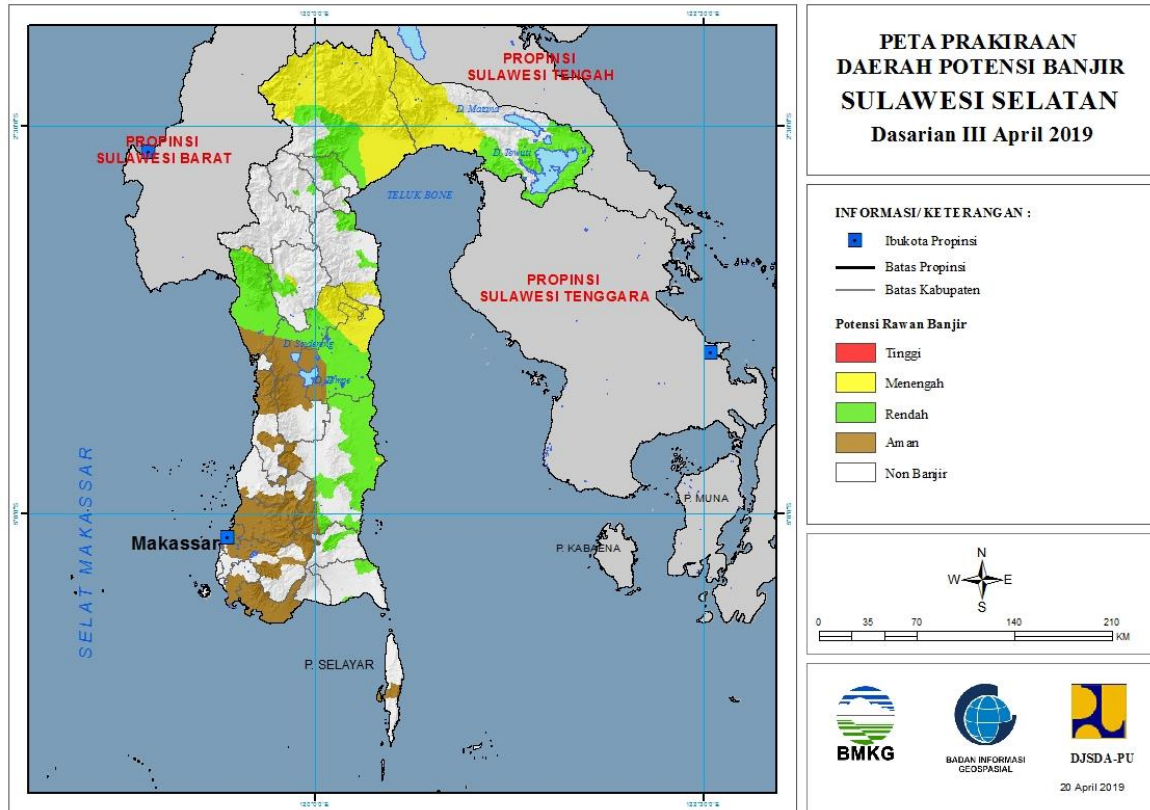 PETA PRAKIRAAN
DAERAH POTENSI BANJIR
SULAWESI SELATAN
Dasarian III April 2019
INFORMASI/ KETERANGAN :
Ibukota Propinsi
Batas Propinsi
Batas Kabupaten
Potensi Rawan Banjir
Tinggi
Menengah
Rendah
Aman
Non Banjir
N
W
E
S
0
35
70
140
210
KM
BMKG
BADAN INFORMASI
GEOSPASIAL
DJSDA-PU
20 April 2019
PROPINSI
SULAWESI TENGAH
PROPINSI
SULAWESI BARAT
D. Matana
D. Towuti
TELUK BONE
PROPINSI
SULAWESI TENGGARA
D. Sidenreng
D. Tempe
SELAT MAKASSAR
Makassar
P. MUNA
P. KABAENA
P. SELAYAR